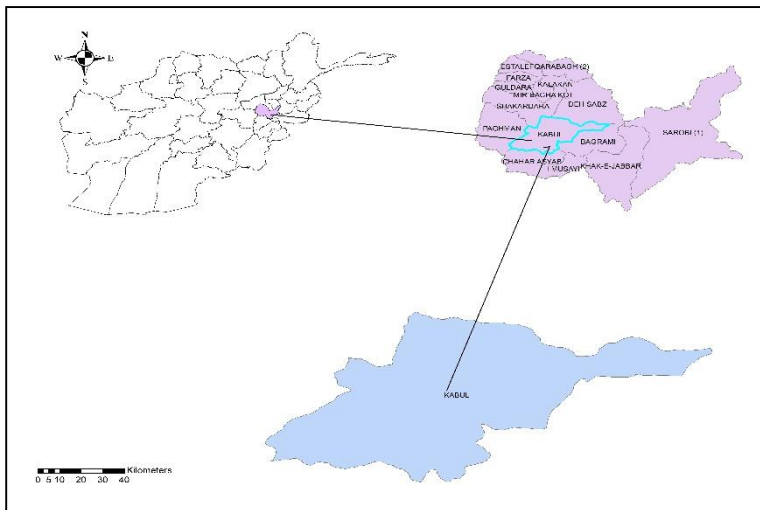 N
W E
S
ESTALEF QARABAGH (2)
FARZA
KALAKAN
GULDARA
MIR BACHA KOT
SHAKARDARA
DEH SABZ
PAGHMAN
KABUL
BAGRAMI
SAROBI (1)
CHAHAR ASYAB
MUSAYI
KHAK-E-JABBAR
KABUL
Kilometers
0 5 10 20 30 40